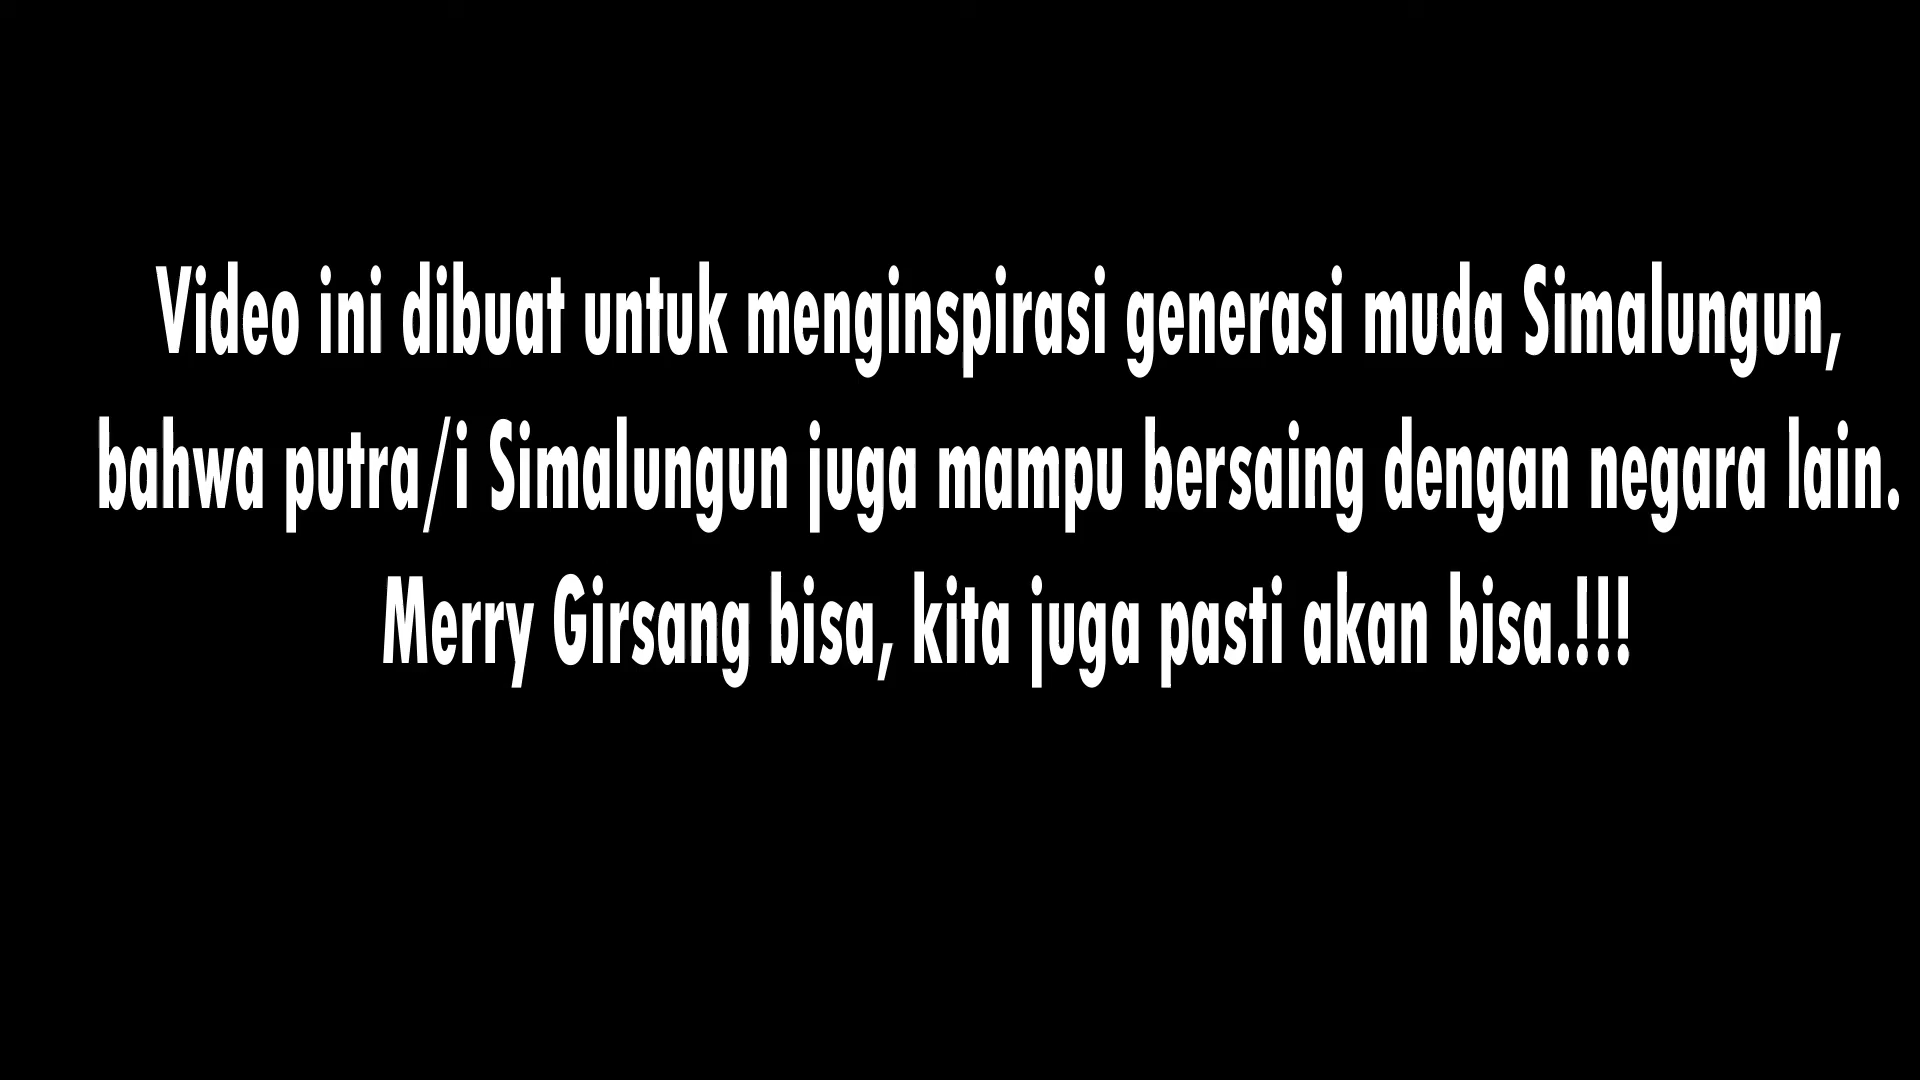 Video ini dibuat untuk menginspirasi generasi muda Simalungun,
bahwa putra/i Simalungun juga mampu bersaing dengan negara lain.
Merry Girsang bisa, kita juga pasti akan bisa.!!!